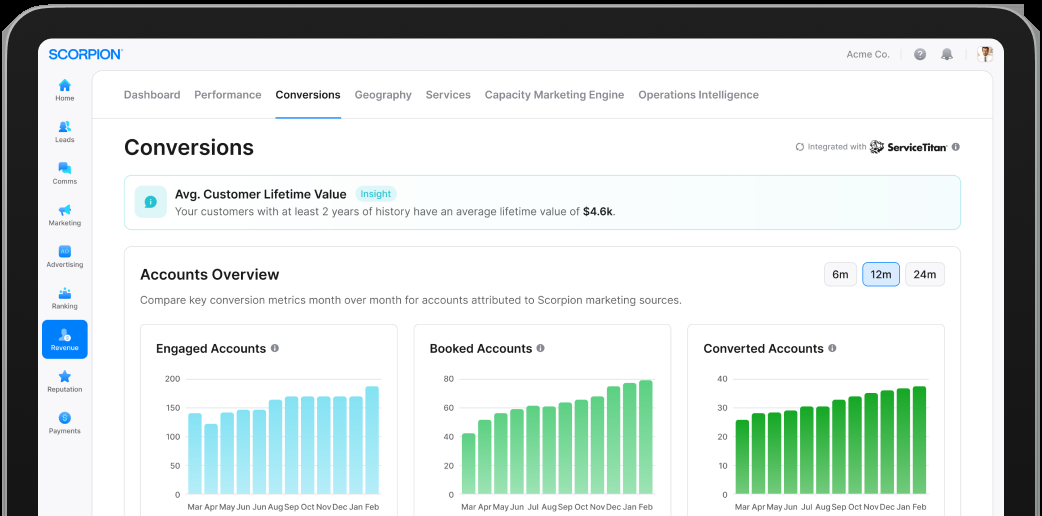 SCORPION
Acme Co.
Home
Leads
Comms
Marketing
AD
Advertising
Ranking
Revenue
Reputation
Payments
Dashboard Performance Conversions Geography Services Capacity Marketing Engine Operations Intelligence
Conversions
Integrated with ServiceTitan
Avg. Customer Lifetime Value Insight
Your customers with at least 2 years of history have an average lifetime value of $4.6k.
Accounts Overview
6m 12m 24m
Compare key conversion metrics month over month for accounts attributed to Scorpion marketing sources.
Engaged Accounts
200
150
100
50
0
Mar Apr May Jun Jun Aug Sep Oct Nov Dec Jan Feb
Booked Accounts
80
60
40
20
0
Mar Apr May Jun Jul Aug Sep Oct Nov Dec Jan Feb
Converted Accounts
40
30
20
10
0
Mar Apr May Jun Jul Aug Sep Oct Nov Dec Jan Feb